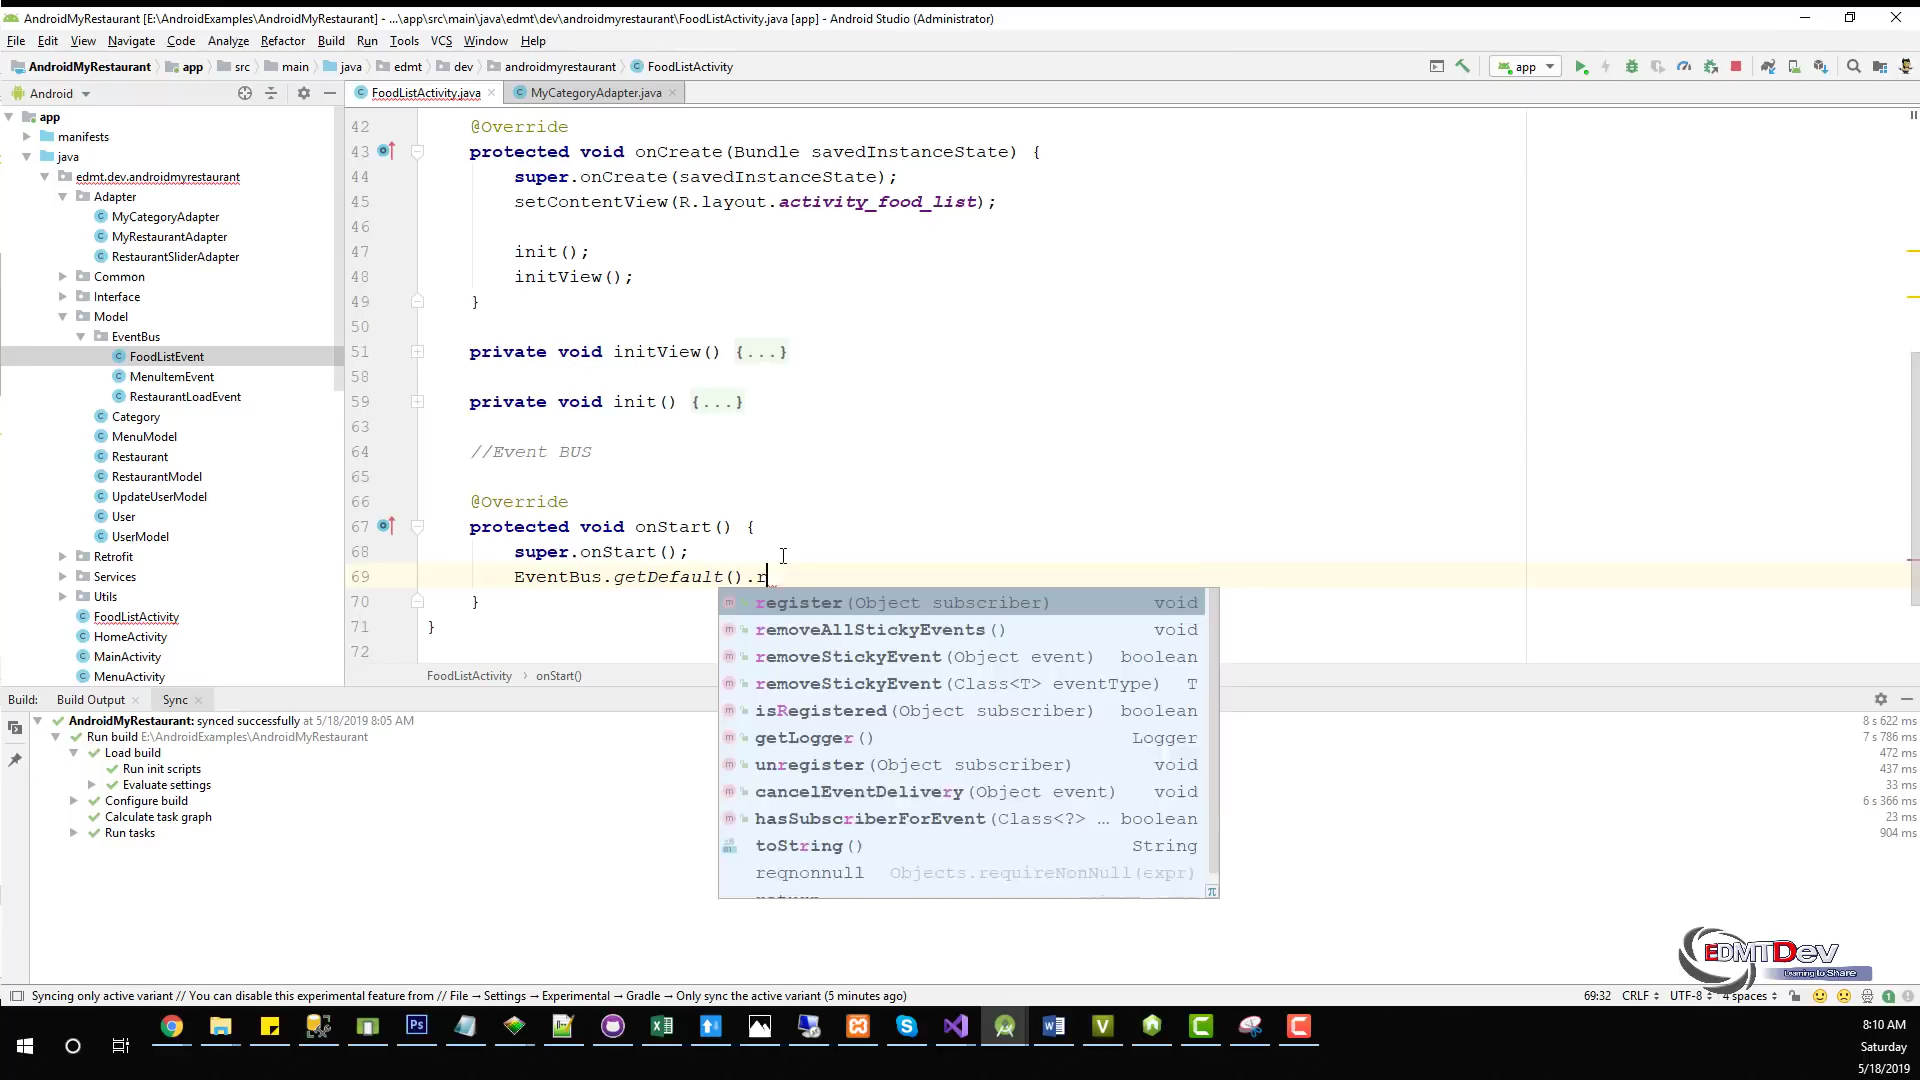 AndroidMyRestaurant [E:\AndroidExamples\AndroidMyRestaurant] - ...\app\src\main\java\edmt\dev\androidmyrestaurant\FoodListActivity.java [app] - Android Studio (Administrator)
File Edit View Navigate Code Analyze Refactor Build Run Tools VCS Window Help
AndroidMyRestaurant app src main java edmt dev androidmyrestaurant FoodListActivity app
Android FoodListActivity.java MyCategoryAdapter.java
app
manifests
java
edmt.dev.androidmyrestaurant
Adapter
MyCategoryAdapter
MyRestaurantAdapter
RestaurantSliderAdapter
Common
Interface
Model
EventBus
FoodListEvent
MenuItemEvent
RestaurantLoadEvent
Category
MenuModel
Restaurant
RestaurantModel
UpdateUserModel
User
UserModel
Retrofit
Services
Utils
FoodListActivity
HomeActivity
MainActivity
MenuActivity
42 @Override
43 protected void onCreate(Bundle savedInstanceState) {
44 super.onCreate(savedInstanceState);
45 setContentView(R.layout.activity_food_list);
46
47 init();
48 initView();
49 }
50
51 private void initView() {...}
58
59 private void init() {...}
63
64 //Event BUS
65
66 @Override
67 protected void onStart() {
68 super.onStart();
69 EventBus.getDefault().r
70 }
71 }
72
register(Object subscriber) void
removeAllStickyEvents() void
removeStickyEvent(Object event) boolean
removeStickyEvent(Class<T> eventType) T
isRegistered(Object subscriber) boolean
getLogger() Logger
unregister(Object subscriber) void
cancelEventDelivery(Object event) void
hasSubscriberForEvent(Class<?> ... boolean
toString() String
reqnonnull Objects.requireNonNull(expr)
π
FoodListActivity › onStart()
Build: Build Output Sync
AndroidMyRestaurant: synced successfully at 5/18/2019 8:05 AM 8 s 622 ms
Run build E:\AndroidExamples\AndroidMyRestaurant 7 s 786 ms
Load build 472 ms
Run init scripts 437 ms
Evaluate settings 33 ms
Configure build 6 s 366 ms
Calculate task graph 23 ms
Run tasks 904 ms
EDMTDev
Learning to Share
Syncing only active variant // You can disable this experimental feature from // File → Settings → Experimental → Gradle → Only sync the active variant (5 minutes ago) 69:32 CRLF UTF-8 4 spaces 1
8:10 AM
Saturday
5/18/2019